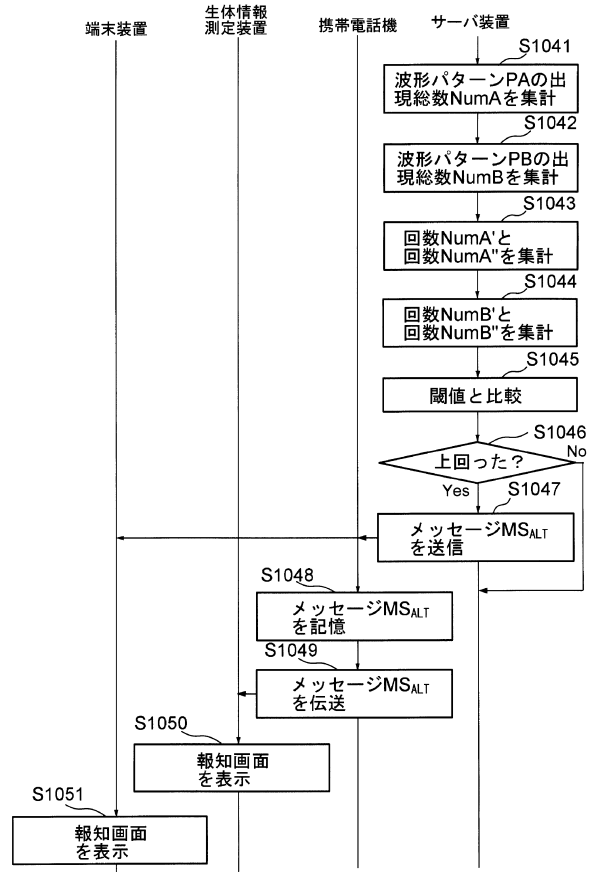 端末装置
生体情報
測定装置
携帯電話機
サーバ装置
S1041
波形パターンPAの出
現総数NumAを集計
S1042
波形パターンPBの出
現総数NumBを集計
S1043
回数NumA'と
回数NumA"を集計
S1044
回数NumB'と
回数NumB"を集計
S1045
閾値と比較
S1046
上回った？
No
Yes
S1047
メッセージMSALT
を送信
S1048
メッセージMSALT
を記憶
S1049
メッセージMSALT
を伝送
S1050
報知画面
を表示
S1051
報知画面
を表示